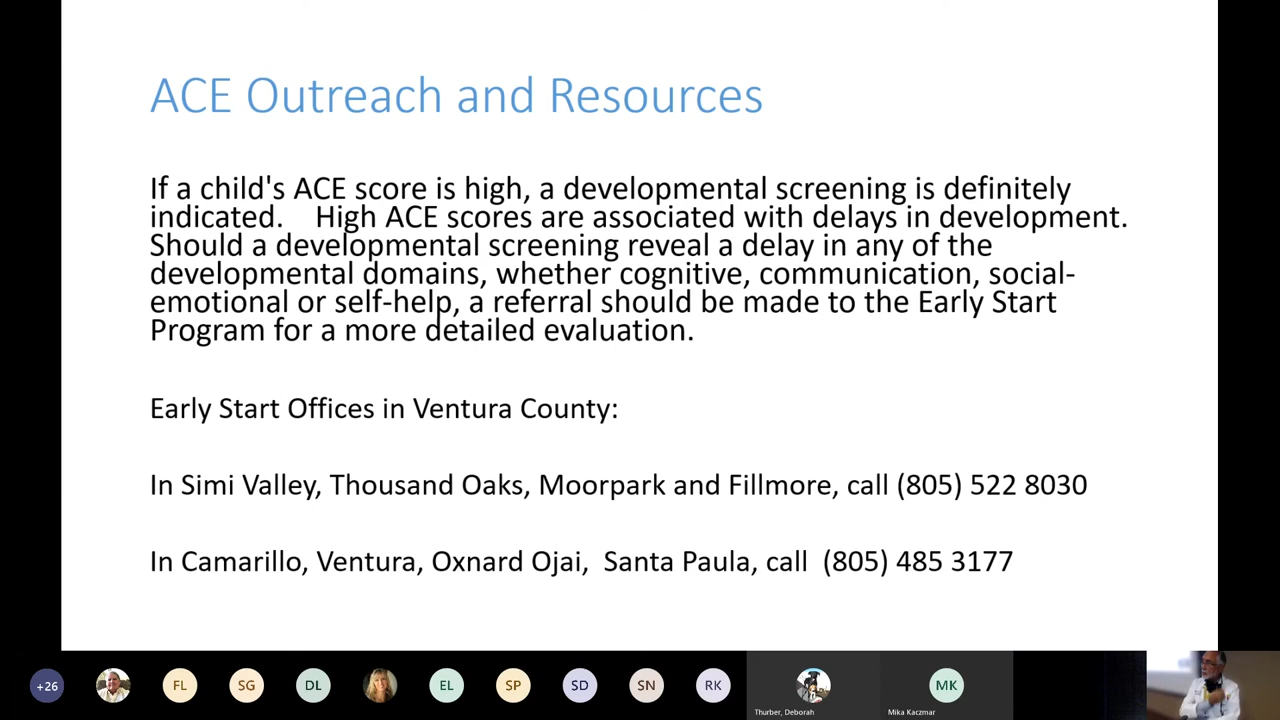 ACE Outreach and Resources
If a child's ACE score is high, a developmental screening is definitely
indicated. High ACE scores are associated with delays in development.
Should a developmental screening reveal a delay in any of the
developmental domains, whether cognitive, communication, social-
emotional or self-help, a referral should be made to the Early Start
Program for a more detailed evaluation.
Early Start Offices in Ventura County:
In Simi Valley, Thousand Oaks, Moorpark and Fillmore, call (805) 522 8030
In Camarillo, Ventura, Oxnard Ojai, Santa Paula, call (805) 485 3177
+26 FL SG DL EL SP SD SN RK MK
Thurber, Deborah Mika Kaczmar